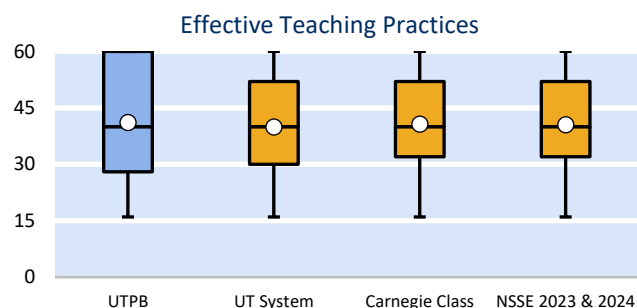 Effective Teaching Practices
60
45
30
15
0
UTPB UT System Carnegie Class NSSE 2023 & 2024